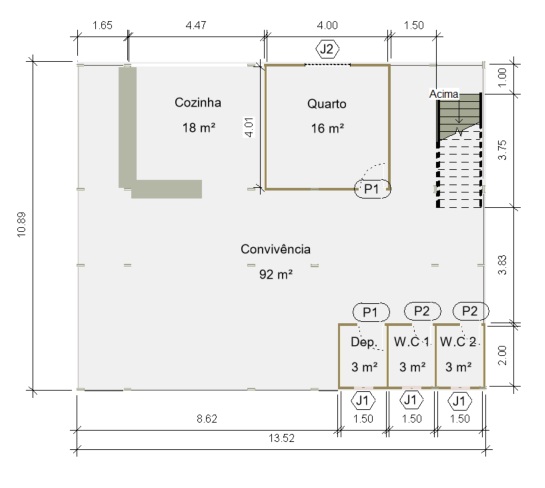 1.65 4.47 4.00 1.50
J2
1.00
Acima
Cozinha
18 m²
4.01
Quarto
16 m²
3.75
P1
10.89
Convivência
92 m²
3.83
P1 P2 P2
Dep. W.C 1 W.C 2
3 m² 3 m² 3 m²
2.00
J1 J1 J1
8.62 1.50 1.50 1.50
13.52